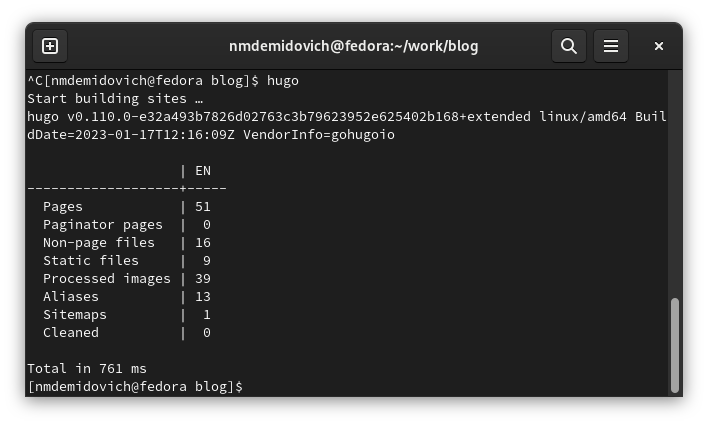 nmdemidovich@fedora:~/work/blog
^C[nmdemidovich@fedora blog]$ hugo
Start building sites …
hugo v0.110.0-e32a493b7826d02763c3b79623952e625402b168+extended linux/amd64 Buil
dDate=2023-01-17T12:16:09Z VendorInfo=gohugoio
                   | EN
-------------------+-----
  Pages            | 51
  Paginator pages  |  0
  Non-page files   | 16
  Static files     |  9
  Processed images | 39
  Aliases          | 13
  Sitemaps         |  1
  Cleaned          |  0
Total in 761 ms
[nmdemidovich@fedora blog]$